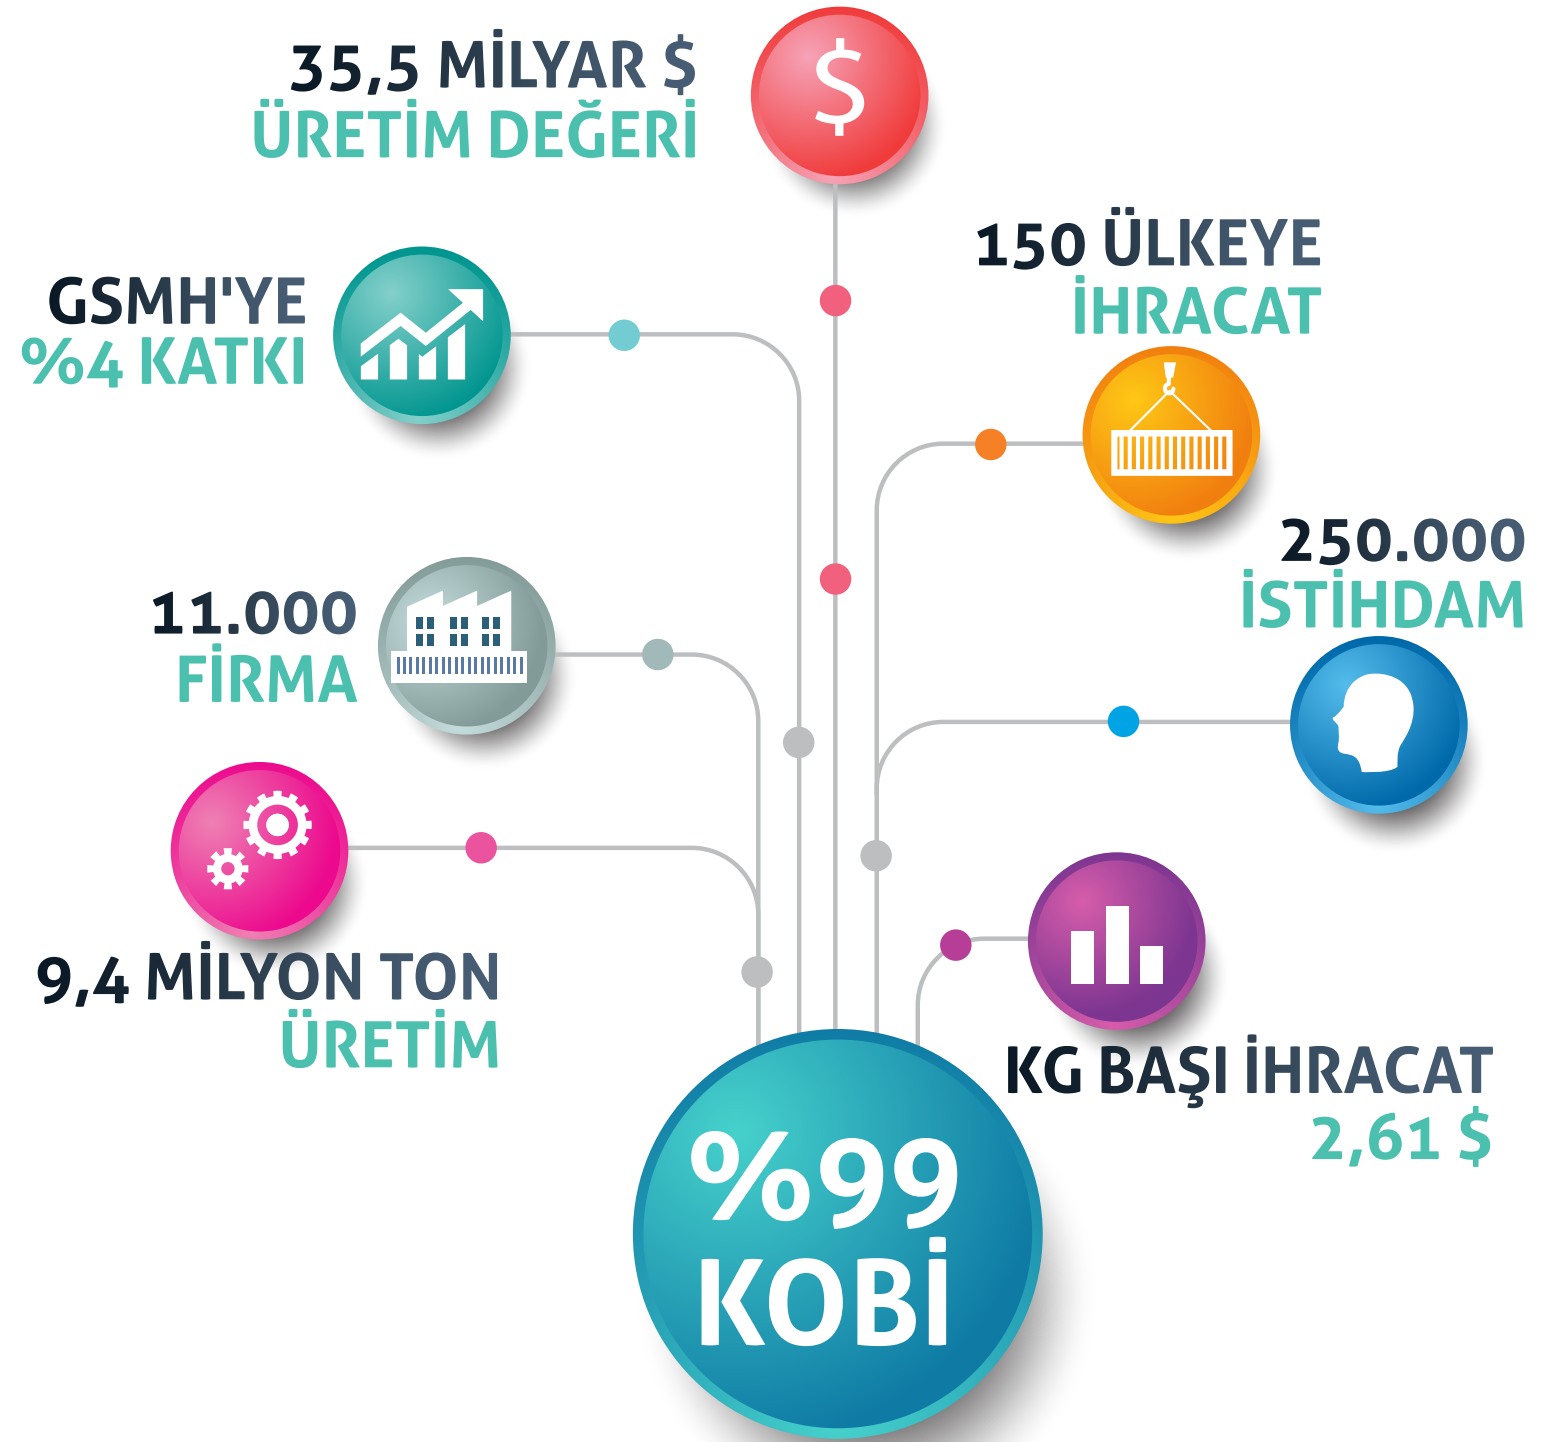 35,5 MİLYAR $
ÜRETİM DEĞERİ
$
150 ÜLKEYE
İHRACAT
GSMH'YE
%4 KATKI
250.000
İSTİHDAM
11.000
FİRMA
9,4 MİLYON TON
ÜRETİM
KG BAŞI İHRACAT
2,61 $
%99
KOBİ